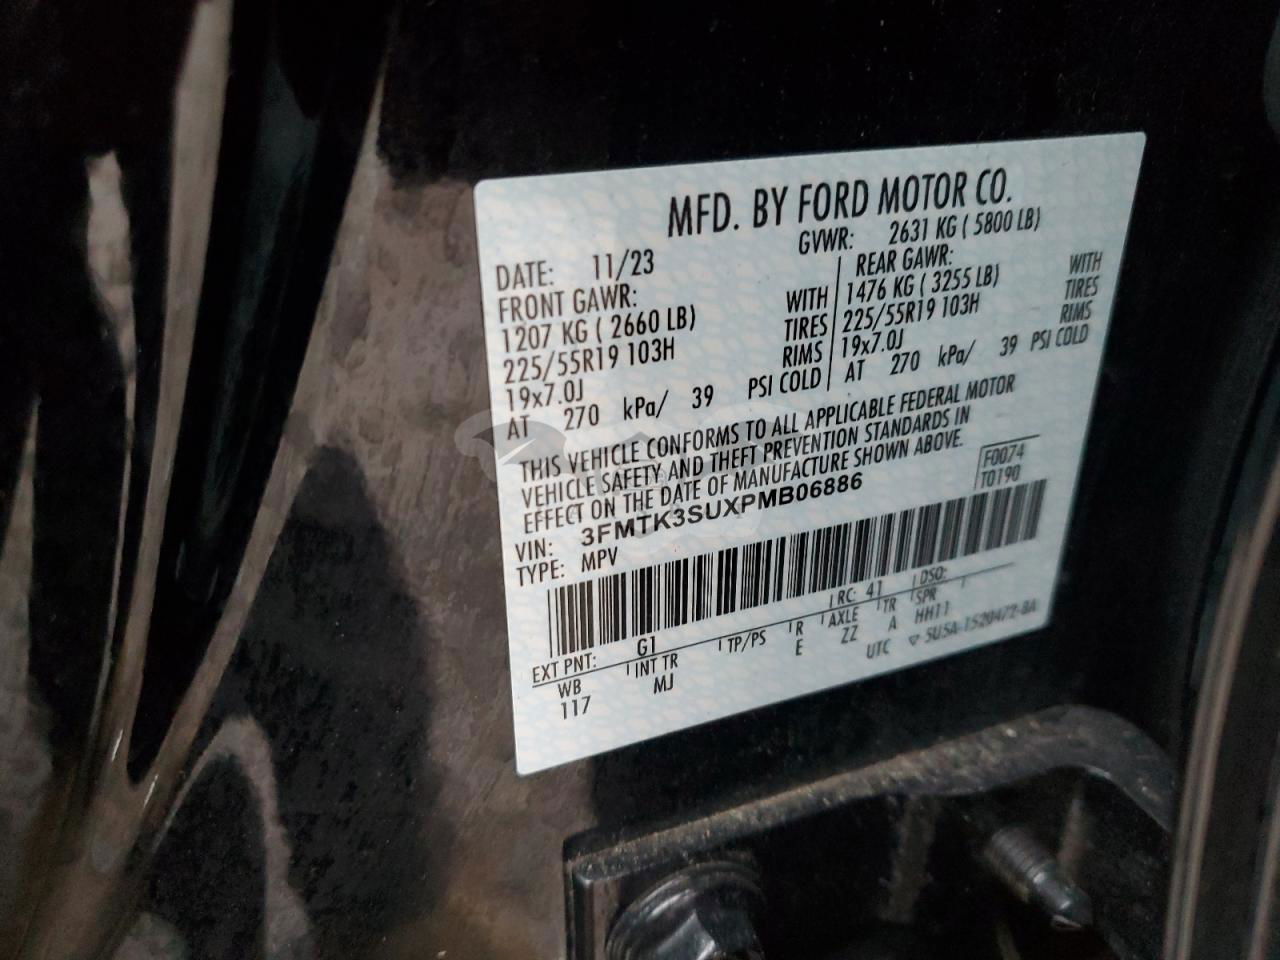 MFD. BY FORD MOTOR CO.
DATE: 11/23 GVWR: 2631 KG ( 5800 LB)
FRONT GAWR: REAR GAWR:
1207 KG ( 2660 LB) WITH 1476 KG ( 3255 LB) WITH
225/55R19 103H TIRES 225/55R19 103H TIRES
19x7.0J RIMS 19x7.0J RIMS
AT 270 kPa/ 39 PSI COLD AT 270 kPa/ 39 PSI COLD
THIS VEHICLE CONFORMS TO ALL APPLICABLE FEDERAL MOTOR
VEHICLE SAFETY AND THEFT PREVENTION STANDARDS IN
EFFECT ON THE DATE OF MANUFACTURE SHOWN ABOVE.
F0074
T0190
VIN: 3FMTK3SUXPMB06886
TYPE: MPV
EXT PNT: G1 RC: 41 DSO:
WB INT TR TP/PS R AXLE TR SPR
117 MJ E ZZ A HH11
UTC 5U5A-1520472-BA